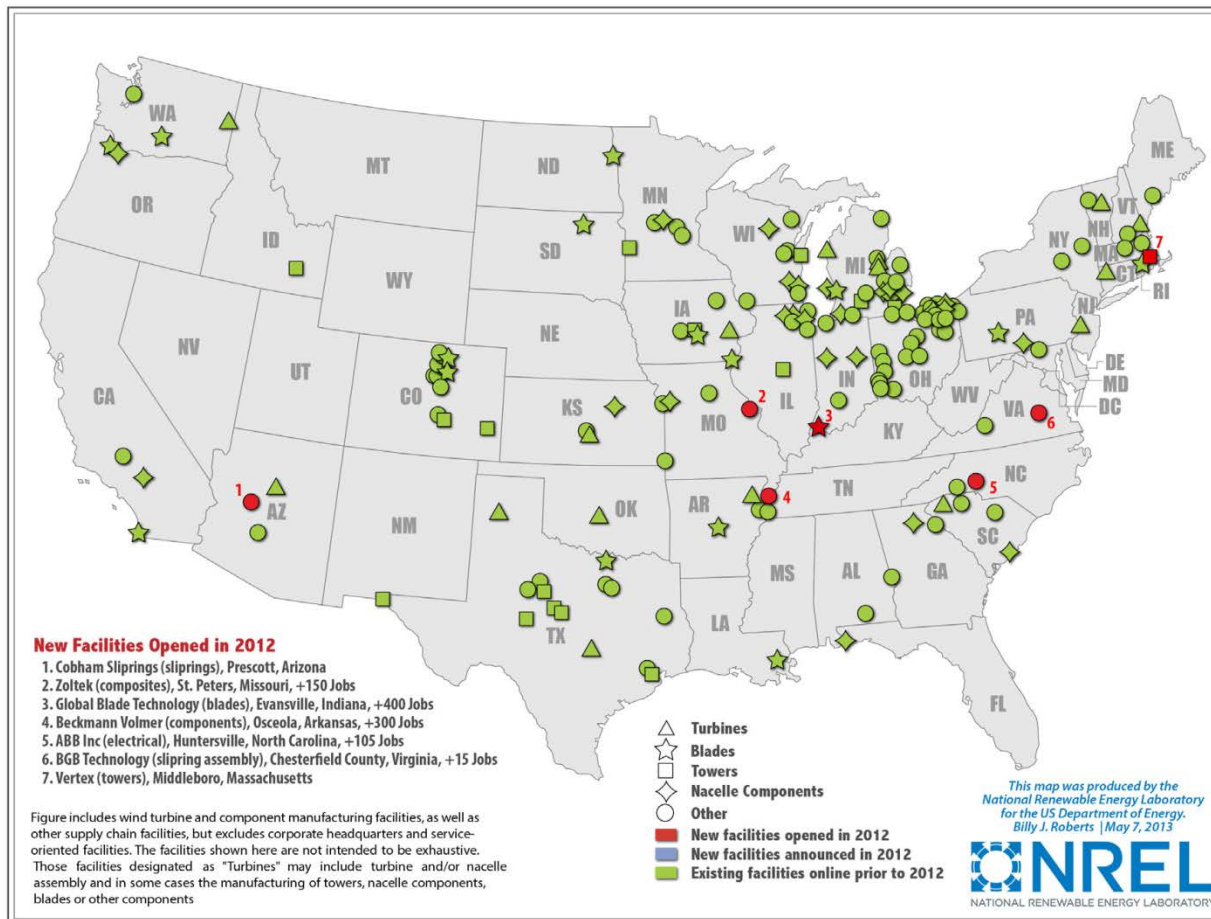 WA
MT
ND
MN
ME
OR
ID
SD
WI
VT
NH
NY
MA
CT
RI
7
WY
MI
IA
NE
PA
NJ
NV
UT
CO
CA
KS
MO
2
IL
IN
OH
3
KY
WV
VA
6
DE
MD
DC
1
AZ
NM
OK
AR
4
TN
NC
5
SC
MS
AL
GA
TX
LA
FL
New Facilities Opened in 2012
1. Cobham Sliprings (sliprings), Prescott, Arizona
2. Zoltek (composites), St. Peters, Missouri, +150 Jobs
3. Global Blade Technology (blades), Evansville, Indiana, +400 Jobs
4. Beckmann Volmer (components), Osceola, Arkansas, +300 Jobs
5. ABB Inc (electrical), Huntersville, North Carolina, +105 Jobs
6. BGB Technology (slipring assembly), Chesterfield County, Virginia, +15 Jobs
7. Vertex (towers), Middleboro, Massachusetts
Figure includes wind turbine and component manufacturing facilities, as well as
other supply chain facilities, but excludes corporate headquarters and service-
oriented facilities. The facilities shown here are not intended to be exhaustive.
Those facilities designated as "Turbines" may include turbine and/or nacelle
assembly and in some cases the manufacturing of towers, nacelle components,
blades or other components
Turbines
Blades
Towers
Nacelle Components
Other
New facilities opened in 2012
New facilities announced in 2012
Existing facilities online prior to 2012
This map was produced by the
National Renewable Energy Laboratory
for the US Department of Energy.
Billy J. Roberts | May 7, 2013
NREL
NATIONAL RENEWABLE ENERGY LABORATORY